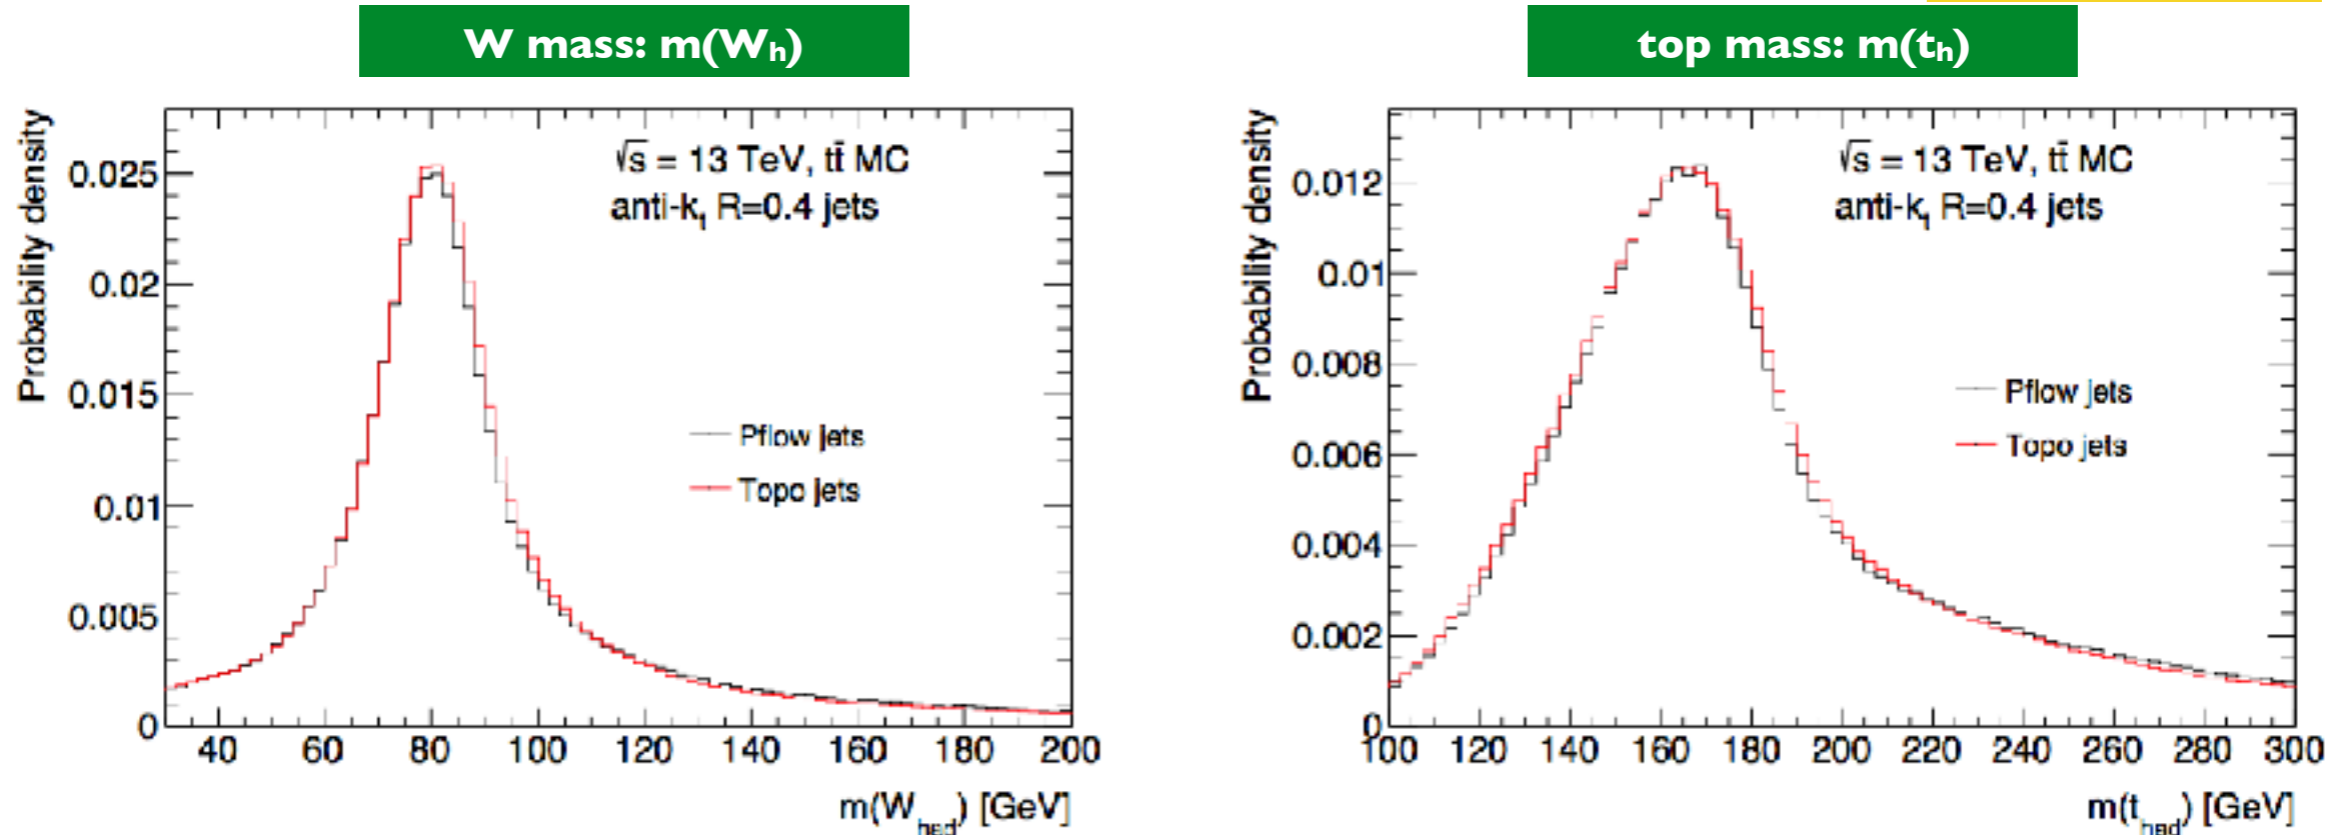 W mass: m(Wₕ)
Probability density
0.025
0.02
0.015
0.01
0.005
0
√s = 13 TeV, tt̄ MC
anti-kₜ R=0.4 jets
Pflow jets
Topo jets
40 60 80 100 120 140 160 180 200
m(W_had) [GeV]
top mass: m(tₕ)
Probability density
0.012
0.01
0.008
0.006
0.004
0.002
0
√s = 13 TeV, tt̄ MC
anti-kₜ R=0.4 jets
Pflow jets
Topo jets
100 120 140 160 180 200 220 240 260 280 300
m(t_had) [GeV]